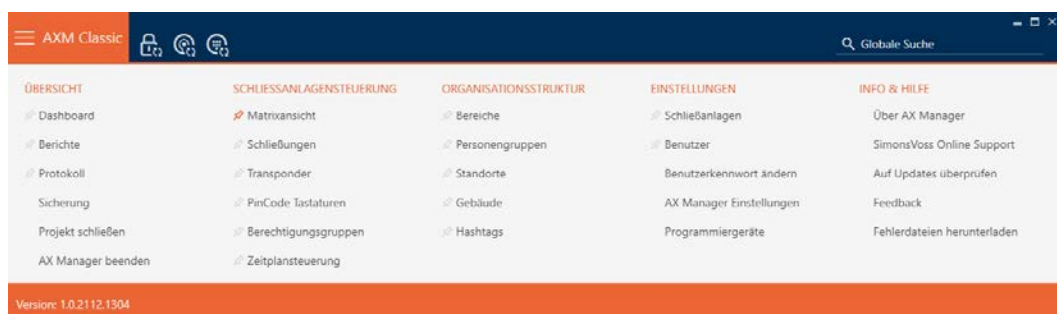 AXM Classic
Globale Suche
ÜBERSICHT SCHLIESSANLAGENSTEUERUNG ORGANISATIONSSTRUKTUR EINSTELLUNGEN INFO & HILFE
Dashboard Matrixansicht Bereiche Schließanlagen Über AX Manager
Berichte Schließungen Personengruppen Benutzer SimonsVoss Online Support
Protokoll Transponder Standorte Benutzerkennwort ändern Auf Updates überprüfen
Sicherung PinCode Tastaturen Gebäude AX Manager Einstellungen Feedback
Projekt schließen Berechtigungsgruppen Hashtags Programmiergeräte Fehlerdateien herunterladen
AX Manager beenden Zeitplansteuerung
Version: 1.0.2112.1304